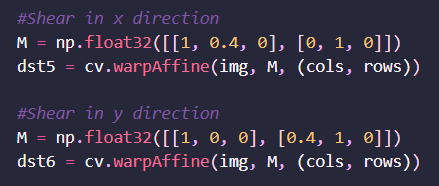 #Shear in x direction
M = np.float32([[1, 0.4, 0], [0, 1, 0]])
dst5 = cv.warpAffine(img, M, (cols, rows))
#Shear in y direction
M = np.float32([[1, 0, 0], [0.4, 1, 0]])
dst6 = cv.warpAffine(img, M, (cols, rows))